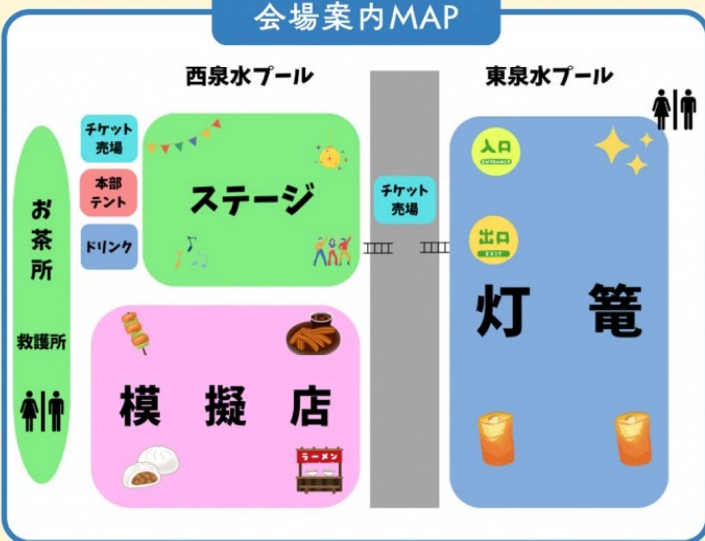 会場案内MAP
西泉水プール
東泉水プール
チケット
売場
本部
テント
ドリンク
ステージ
お茶所
救護所
模擬店
ラーメン
チケット
売場
入口
ENTRANCE
出口
EXIT
灯篭